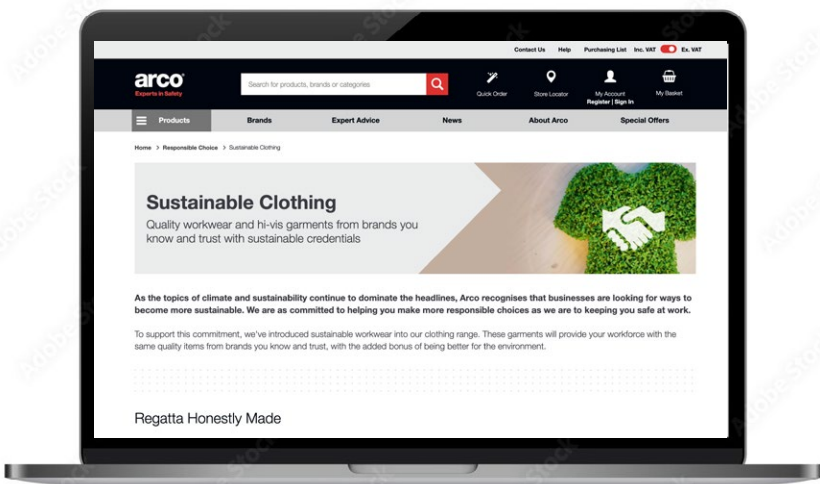 Contact Us Help Purchasing List Inc. VAT Ex. VAT
arco
Experts in Safety
Search for products, brands or categories
Quick Order
Store Locator
My Account
Register | Sign In
My Basket
Products Brands Expert Advice News About Arco Special Offers
Home > Responsible Choice > Sustainable Clothing
Sustainable Clothing
Quality workwear and hi-vis garments from brands you
know and trust with sustainable credentials
As the topics of climate and sustainability continue to dominate the headlines, Arco recognises that businesses are looking for ways to
become more sustainable. We are as committed to helping you make more responsible choices as we are to keeping you safe at work.
To support this commitment, we've introduced sustainable workwear into our clothing range. These garments will provide your workforce with the
same quality items from brands you know and trust, with the added bonus of being better for the environment.
Regatta Honestly Made
Adobe Stock